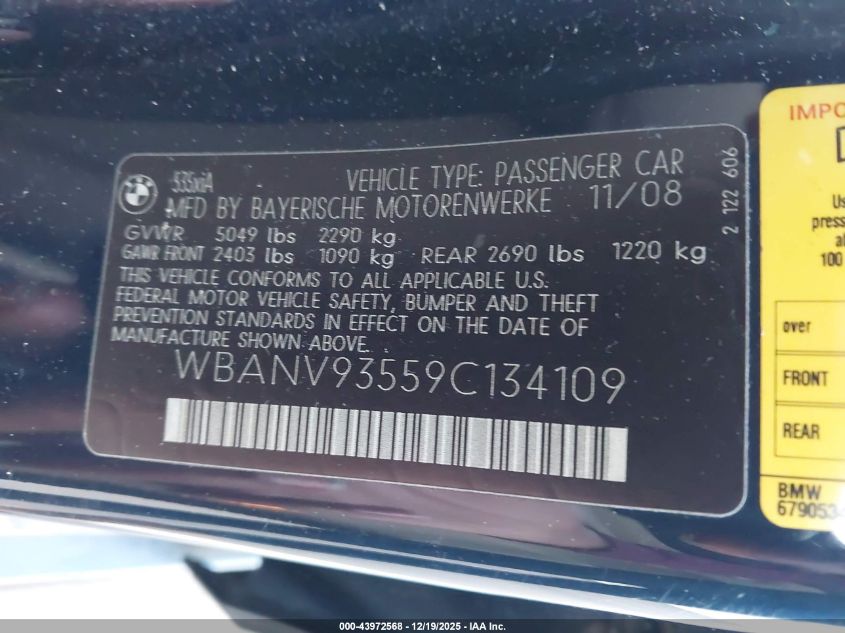 535xiA VEHICLE TYPE: PASSENGER CAR
MFD BY BAYERISCHE MOTORENWERKE 11/08
GVWR 5049 lbs 2290 kg
GAWR FRONT 2403 lbs 1090 kg REAR 2690 lbs 1220 kg
THIS VEHICLE CONFORMS TO ALL APPLICABLE U.S.
FEDERAL MOTOR VEHICLE SAFETY, BUMPER AND THEFT
PREVENTION STANDARDS IN EFFECT ON THE DATE OF
MANUFACTURE SHOWN ABOVE.
WBANV93559C134109
2 122 606
over
FRONT
REAR
BMW
100
000-43972568 - 12/19/2025 - IAA Inc.